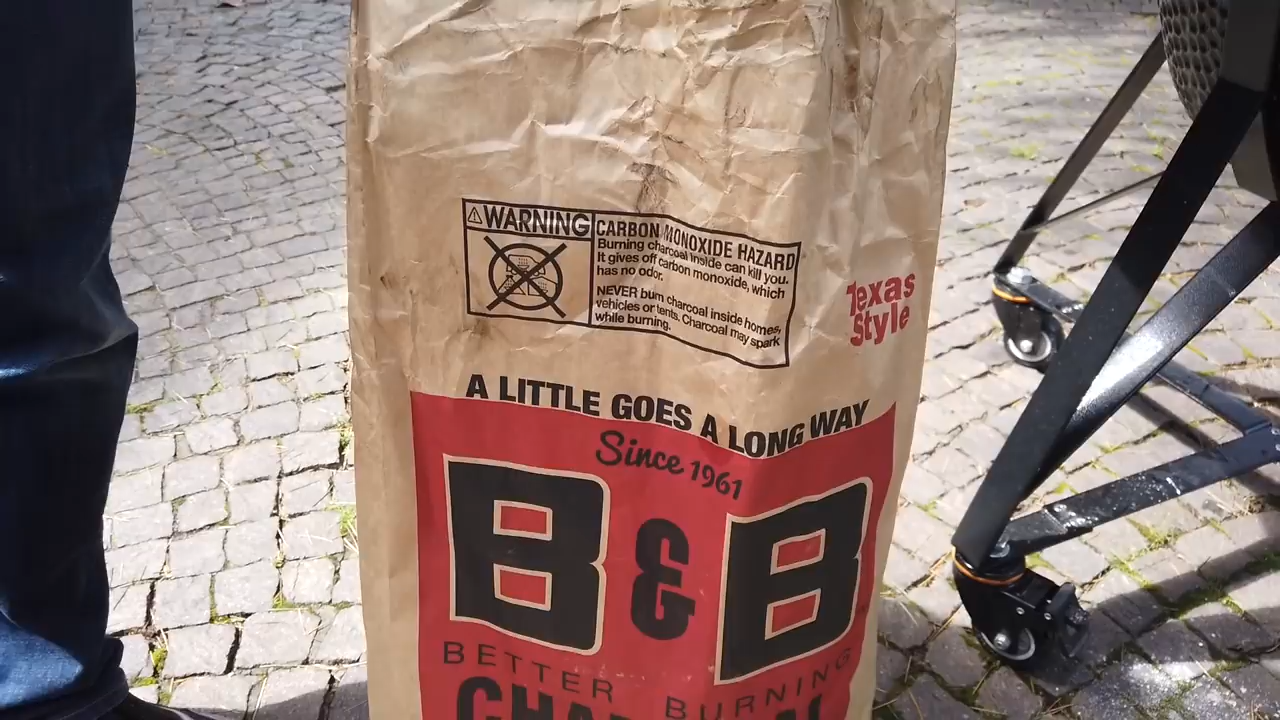 WARNING
CARBON MONOXIDE HAZARD
Burning charcoal inside can kill you.
It gives off carbon monoxide, which
has no odor.
NEVER burn charcoal inside homes,
vehicles or tents. Charcoal may spark
while burning.
Texas
Style
A LITTLE GOES A LONG WAY
Since 1961
B & B
BETTER BURNING